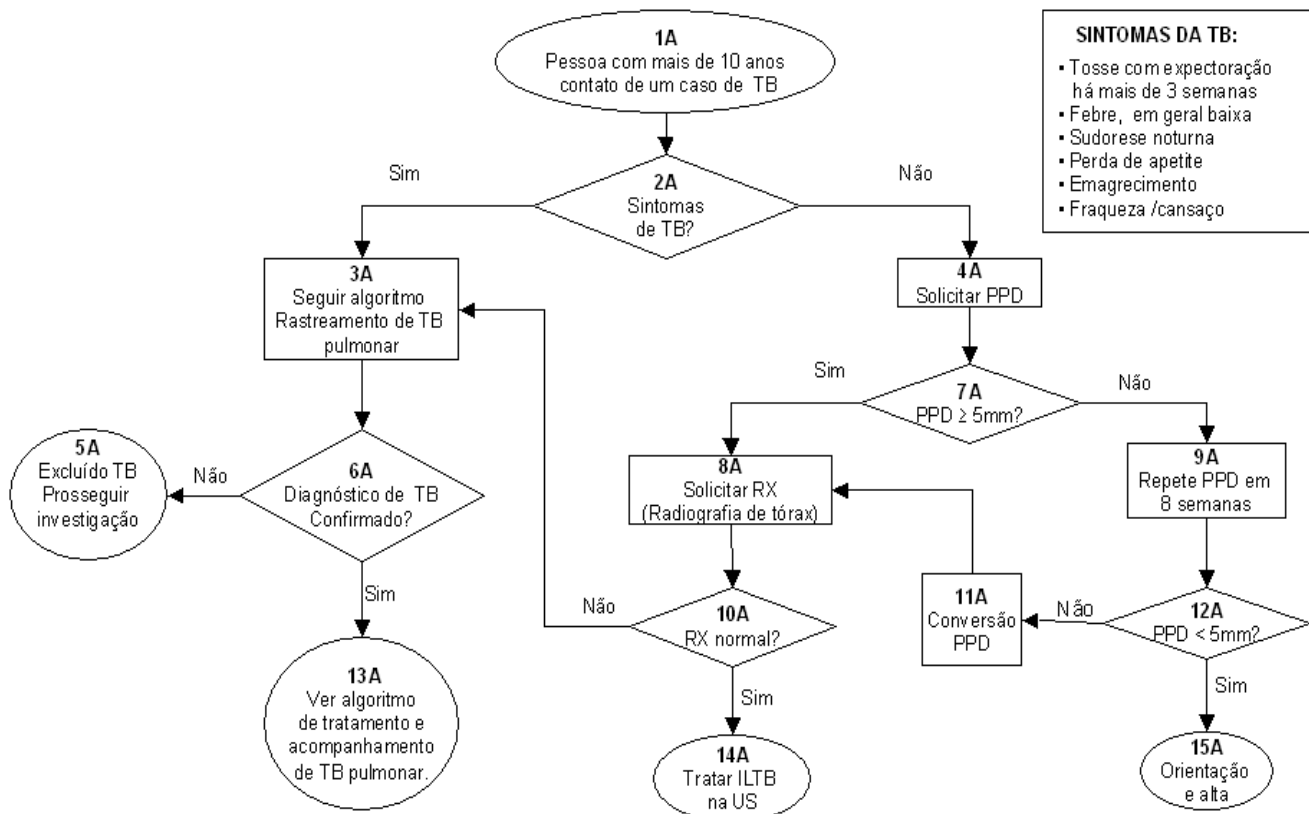 1A
Pessoa com mais de 10 anos
contato de um caso de TB
SINTOMAS DA TB:
▪ Tosse com expectoração
há mais de 3 semanas
▪ Febre, em geral baixa
▪ Sudorese noturna
▪ Perda de apetite
▪ Emagrecimento
▪ Fraqueza /cansaço
Sim
Não
2A
Sintomas
de TB?
3A
Seguir algoritmo
Rastreamento de TB
pulmonar
4A
Solicitar PPD
Sim
Não
7A
PPD ≥ 5mm?
5A
Excluído TB
Prosseguir
investigação
Não
6A
Diagnóstico de TB
Confirmado?
8A
Solicitar RX
(Radiografia de tórax)
9A
Repete PPD em
8 semanas
Sim
Não
10A
RX normal?
11A
Conversão
PPD
Não
12A
PPD < 5mm?
13A
Ver algoritmo
de tratamento e
acompanhamento
de TB pulmonar.
Sim
Sim
14A
Tratar ILTB
na US
15A
Orientação
e alta